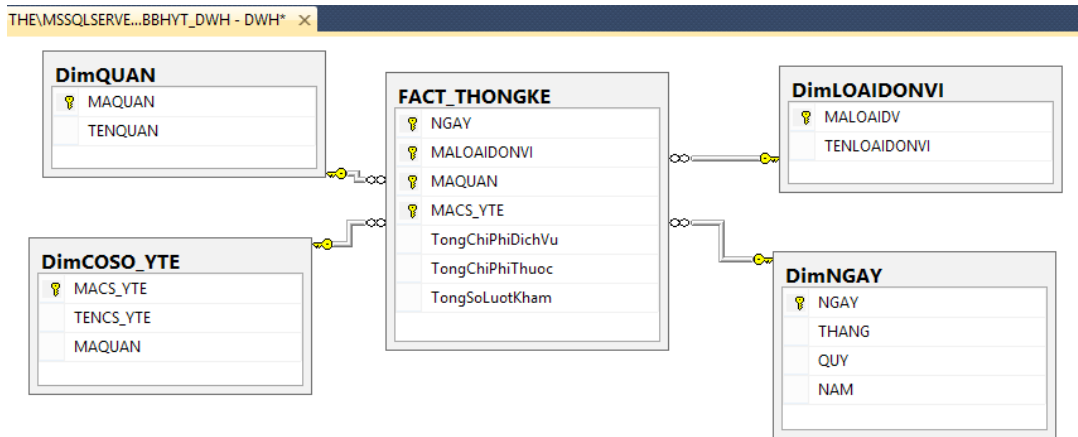 THE\MSSQLSERVE...BBHYT_DWH - DWH*
DimQUAN
MAQUAN
TENQUAN
DimCOSO_YTE
MACS_YTE
TENCS_YTE
MAQUAN
FACT_THONGKE
NGAY
MALOAIDONVI
MAQUAN
MACS_YTE
TongChiPhiDichVu
TongChiPhiThuoc
TongSoLuotKham
DimLOAIDONVI
MALOAIDV
TENLOAIDONVI
DimNGAY
NGAY
THANG
QUY
NAM